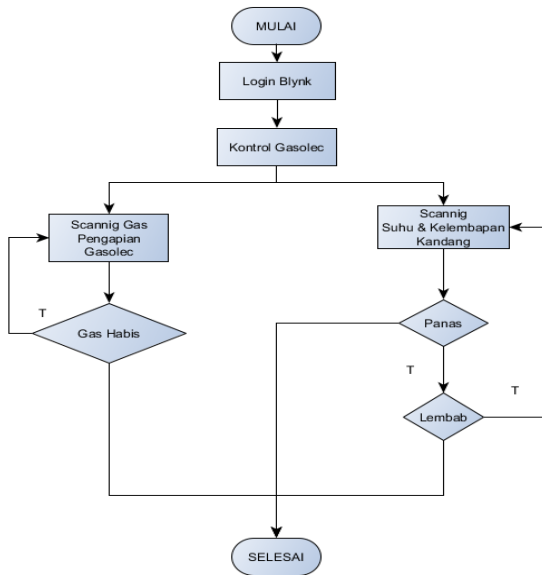 MULAI
Login Blynk
Kontrol Gasolec
Scannig Gas
Pengapian
Gasolec
Scannig
Suhu & Kelembapan
Kandang
T
Gas Habis
Panas
T
T
Lembab
SELESAI